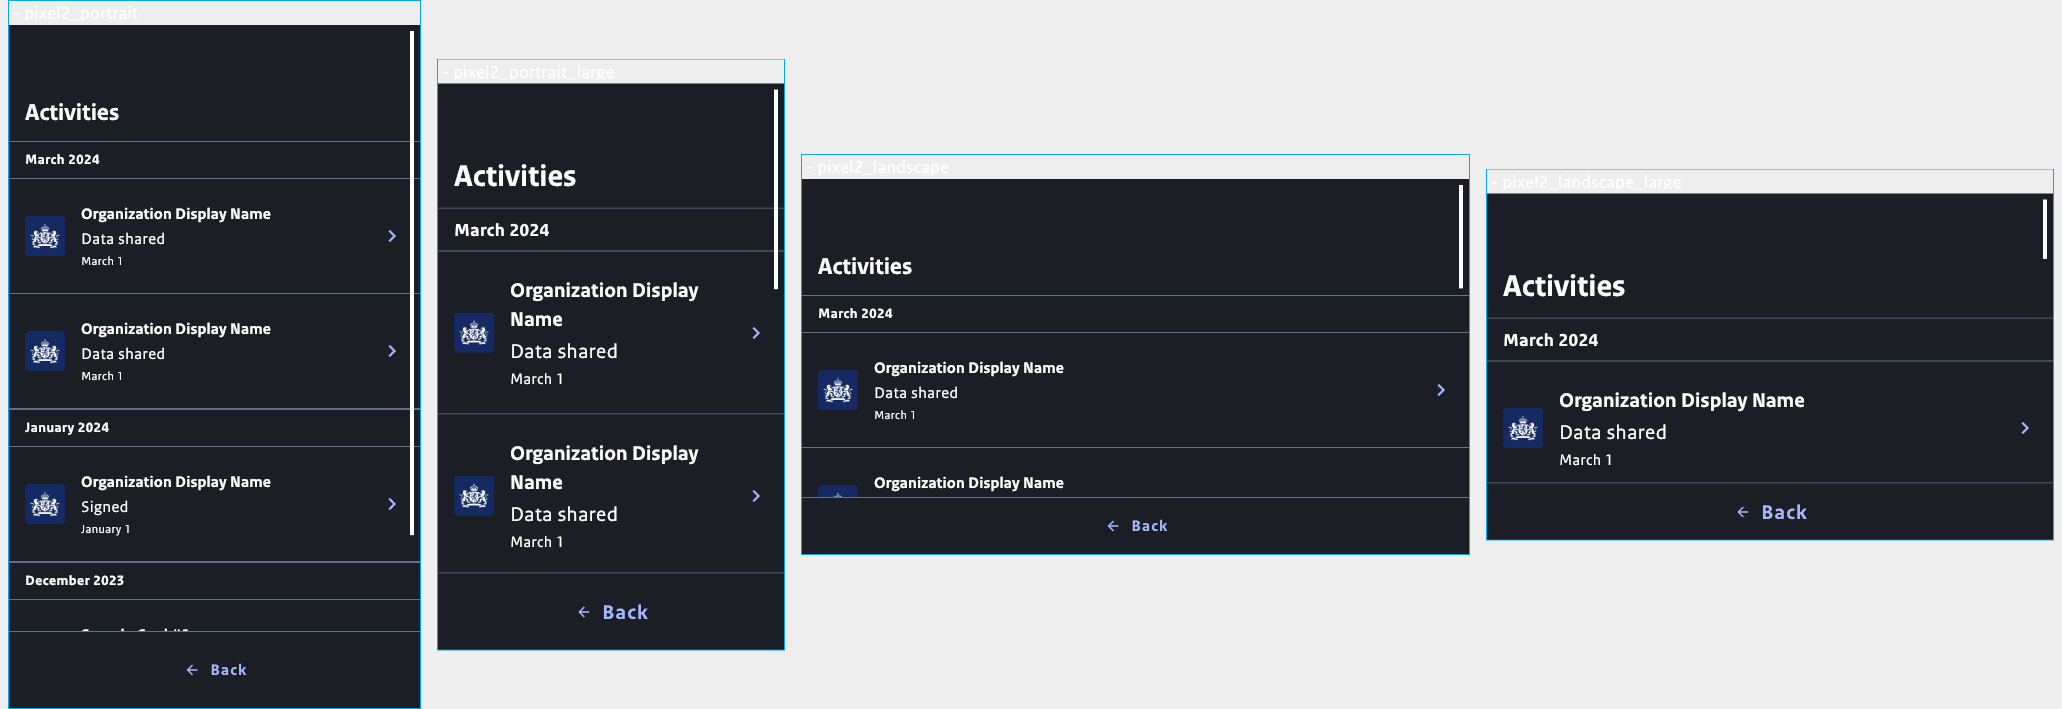 - pixel2_portrait
Activities
March 2024
Organization Display Name
Data shared
March 1
Organization Display Name
Data shared
March 1
January 2024
Organization Display Name
Signed
January 1
December 2023
Back
- pixel2_portrait_large
Activities
March 2024
Organization Display
Name
Data shared
March 1
Organization Display
Name
Data shared
March 1
Back
- pixel2_landscape
Activities
March 2024
Organization Display Name
Data shared
March 1
Organization Display Name
Back
- pixel2_landscape_large
Activities
March 2024
Organization Display Name
Data shared
March 1
Back